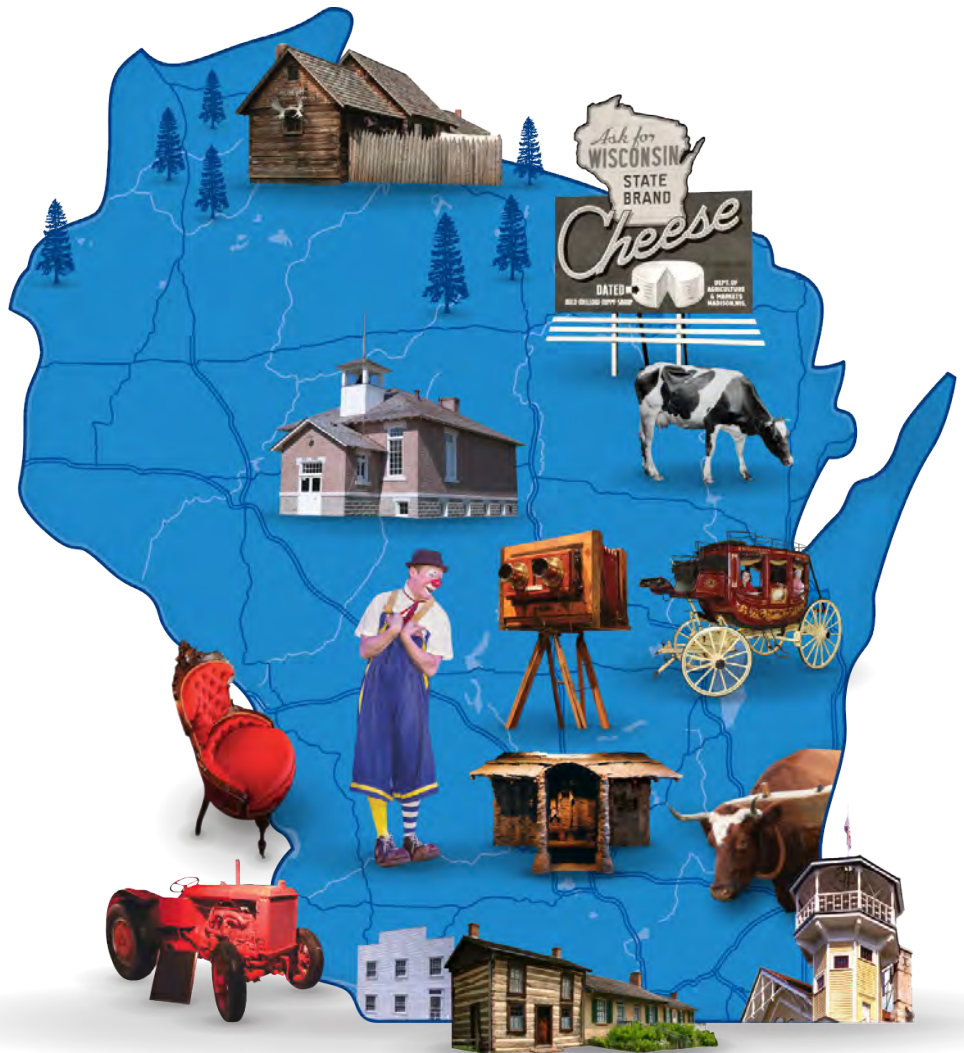 Ask for
WISCONSIN
STATE
BRAND
Cheese
DATED
DEPT. OF
AGRICULTURE
& MARKETS
MADISON, WIS.